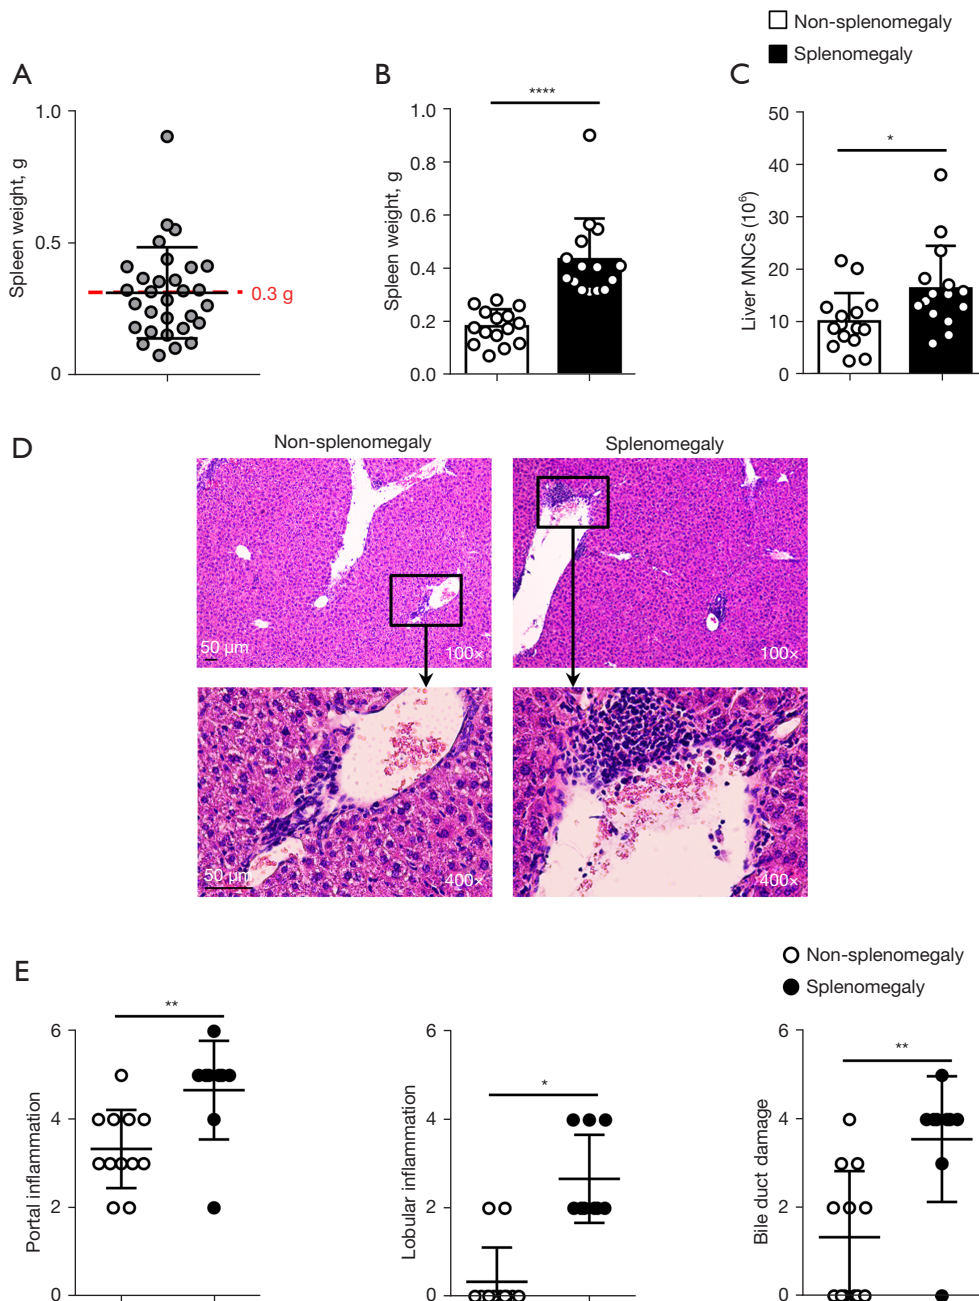 Non-splenomegaly
Splenomegaly
A
B
C
Spleen weight, g
1.0
0.5
0
0.3 g
Spleen weight, g
1.0
0.8
0.6
0.4
0.2
0.0
****
Liver MNCs (10⁶)
50
40
30
20
10
0
*
D
Non-splenomegaly
Splenomegaly
50 μm
100×
100×
50 μm
400×
400×
E
Non-splenomegaly
Splenomegaly
Portal inflammation
6
4
2
0
**
Lobular inflammation
6
4
2
0
*
Bile duct damage
6
4
2
0
**